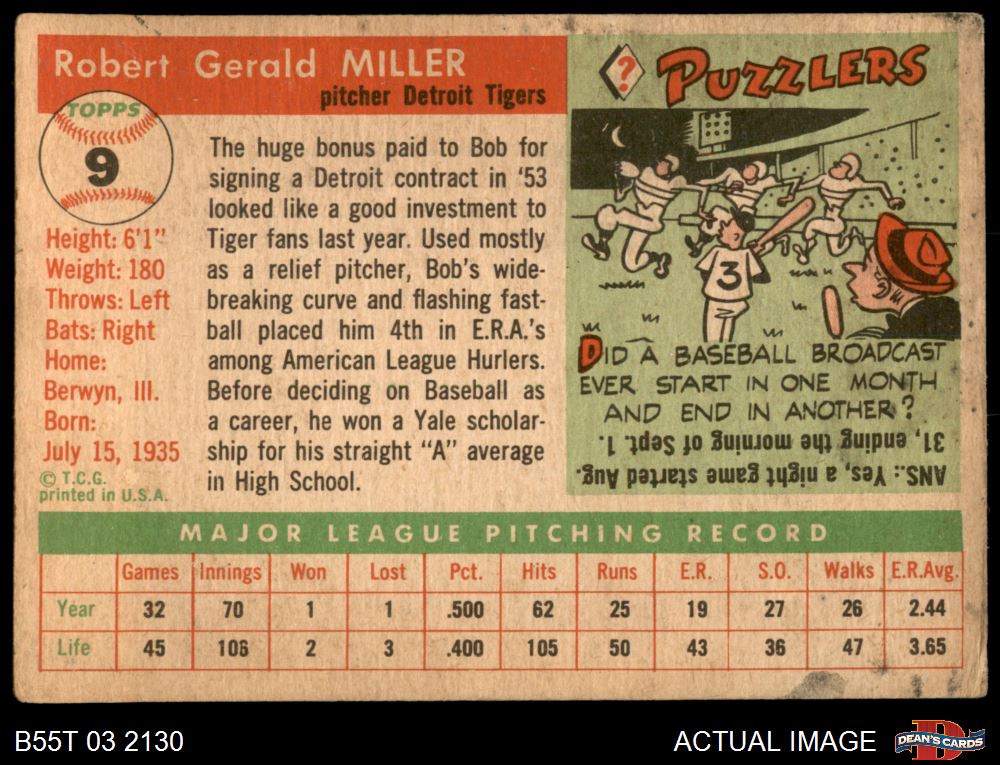 Robert Gerald MILLER
pitcher Detroit Tigers
TOPPS
9
Height: 6'1"
Weight: 180
Throws: Left
Bats: Right
Home:
Berwyn, Ill.
Born:
July 15, 1935
© T.C.G.
printed in U.S.A.
The huge bonus paid to Bob for
signing a Detroit contract in '53
looked like a good investment to
Tiger fans last year. Used mostly
as a relief pitcher, Bob's wide-
breaking curve and flashing fast-
ball placed him 4th in E.R.A.'s
among American League Hurlers.
Before deciding on Baseball as
a career, he won a Yale scholar-
ship for his straight "A" average
in High School.
?
PUZZLERS
3
DID A BASEBALL BROADCAST
EVER START IN ONE MONTH
AND END IN ANOTHER?
ANS.: Yes, a night game started Aug.
31, ending the morning of Sept. 1.
MAJOR LEAGUE PITCHING RECORD
Games Innings Won Lost Pct. Hits Runs E.R. S.O. Walks E.R.Avg.
Year 32 70 1 1 .500 62 25 19 27 26 2.44
Life 45 106 2 3 .400 105 50 43 36 47 3.65
B55T 03 2130
ACTUAL IMAGE
D
DEAN'S CARDS